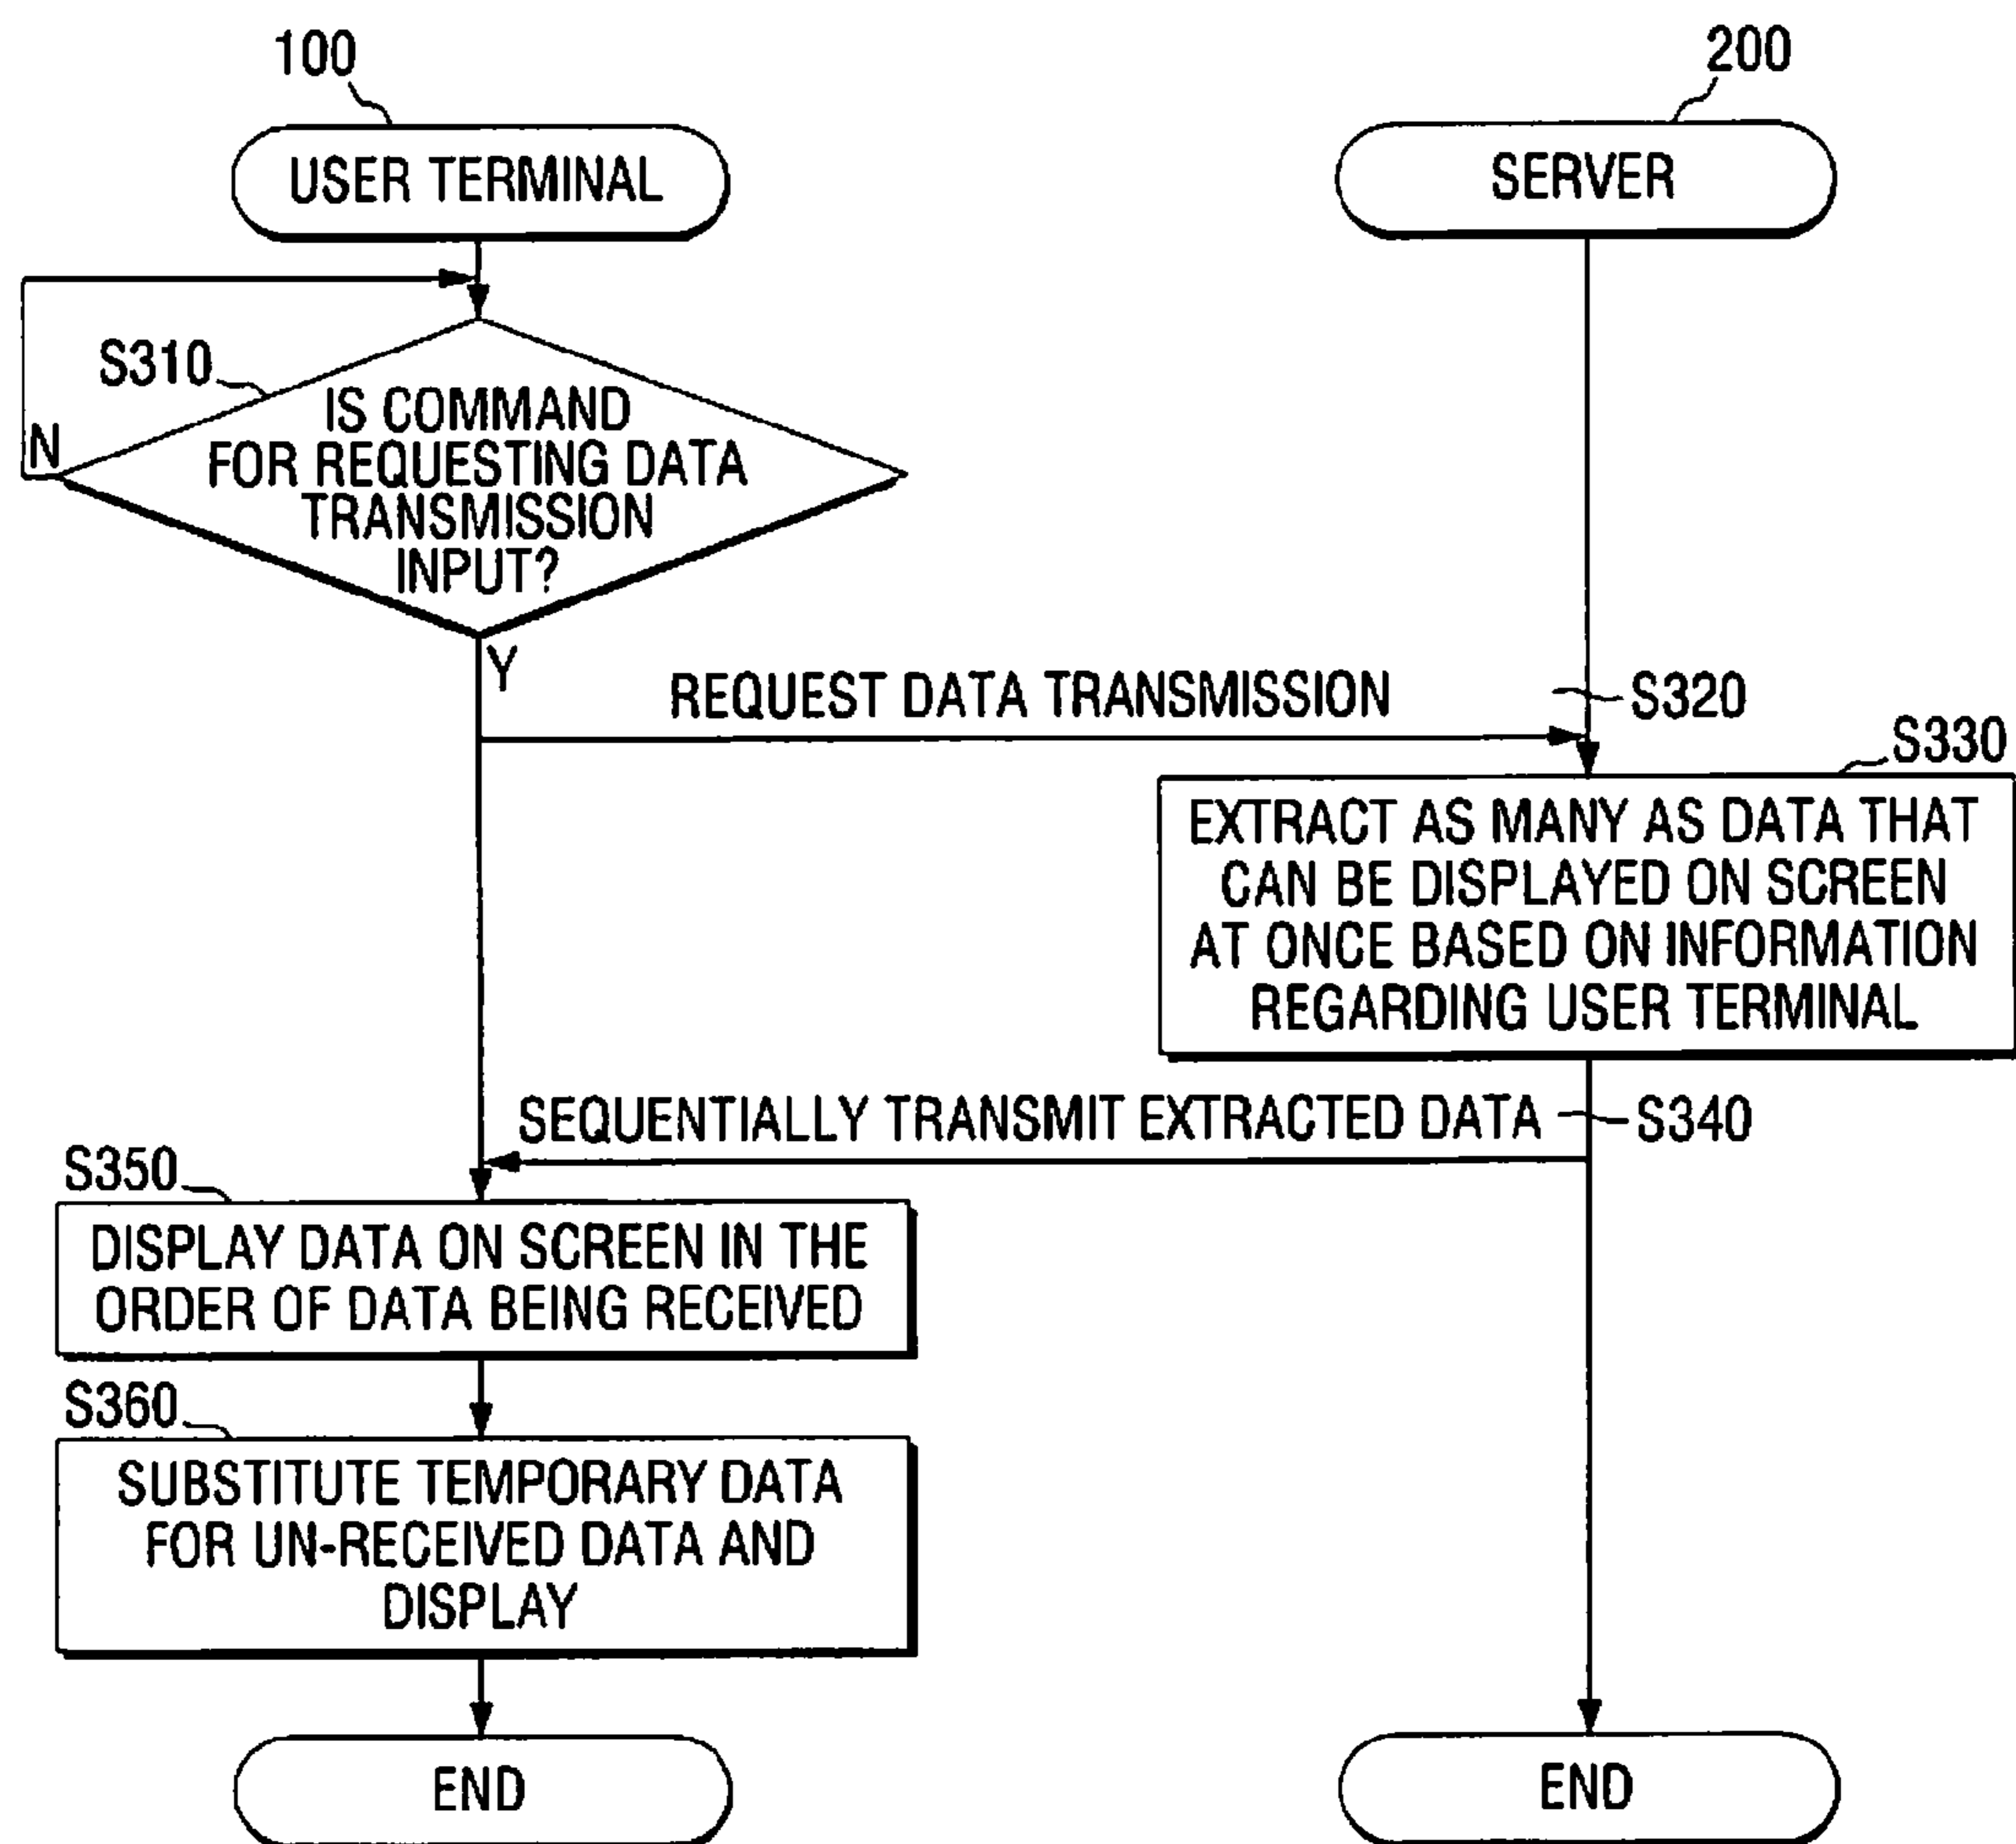 100
200
USER TERMINAL
SERVER
S310
IS COMMAND
FOR REQUESTING DATA
TRANSMISSION
INPUT?
N
Y
REQUEST DATA TRANSMISSION
S320
S330
EXTRACT AS MANY AS DATA THAT
CAN BE DISPLAYED ON SCREEN
AT ONCE BASED ON INFORMATION
REGARDING USER TERMINAL
SEQUENTIALLY TRANSMIT EXTRACTED DATA
S340
S350
DISPLAY DATA ON SCREEN IN THE
ORDER OF DATA BEING RECEIVED
S360
SUBSTITUTE TEMPORARY DATA
FOR UN-RECEIVED DATA AND
DISPLAY
END
END